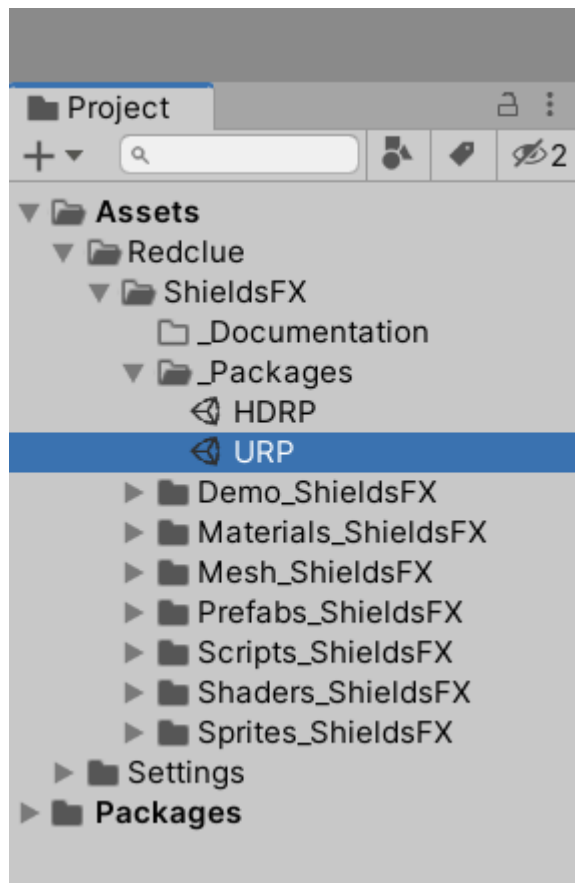 Project
2
Assets
Redclue
ShieldsFX
_Documentation
_Packages
HDRP
URP
Demo_ShieldsFX
Materials_ShieldsFX
Mesh_ShieldsFX
Prefabs_ShieldsFX
Scripts_ShieldsFX
Shaders_ShieldsFX
Sprites_ShieldsFX
Settings
Packages